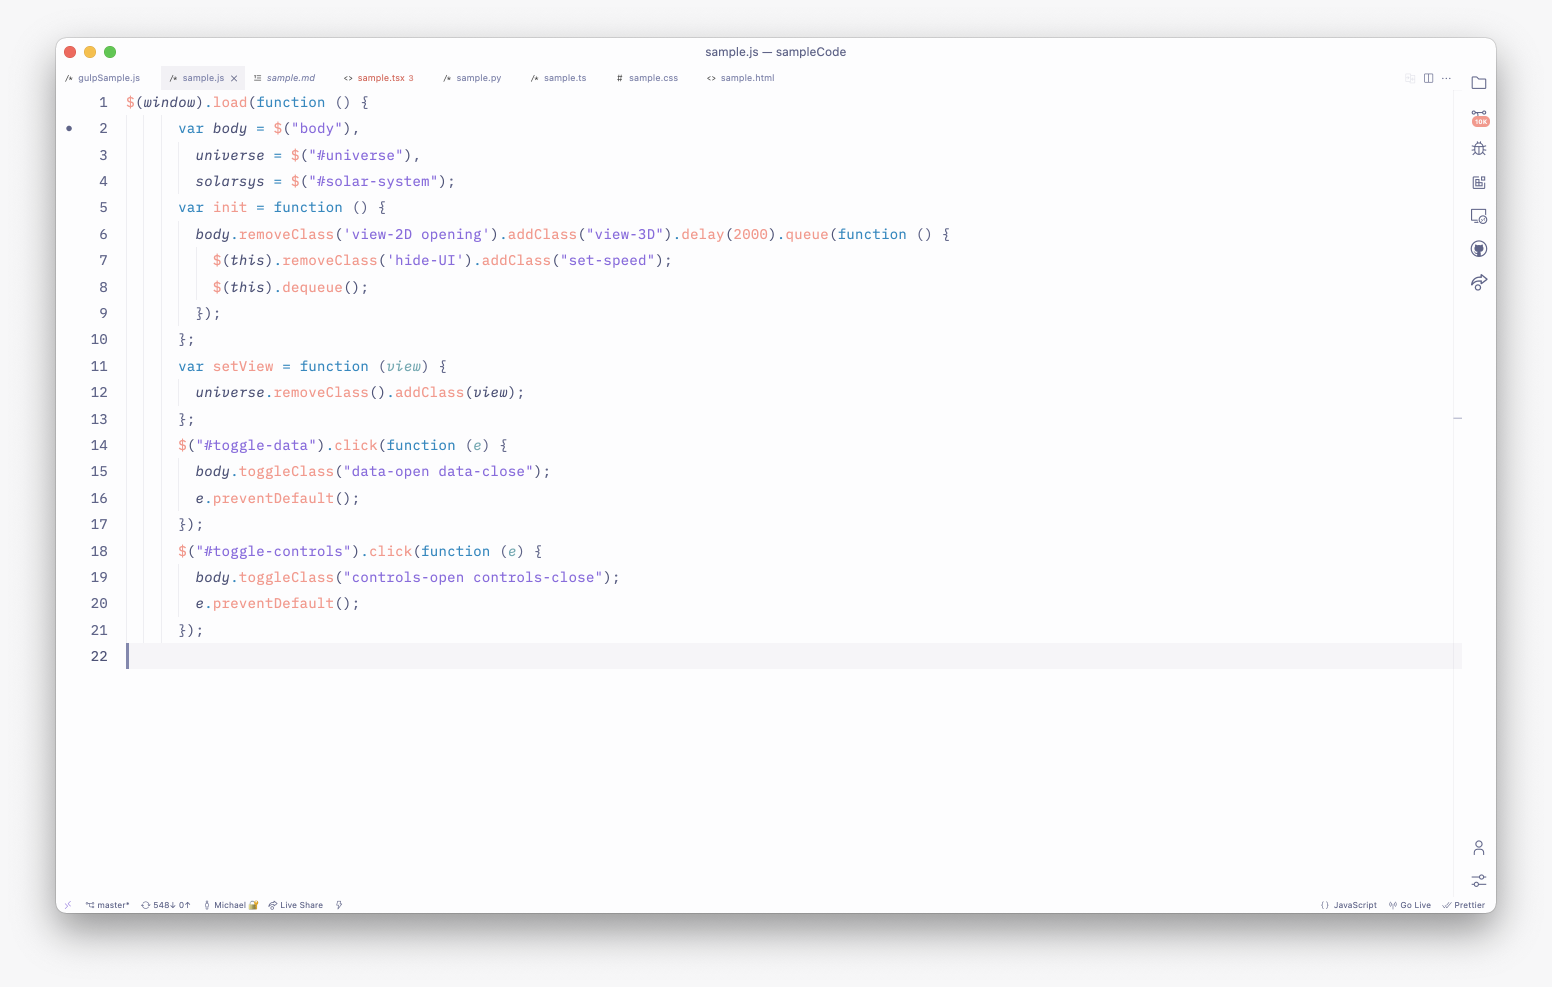 sample.js — sampleCode
gulpSample.js sample.js sample.md sample.tsx 3 sample.py sample.ts # sample.css <> sample.html
1 $(window).load(function () {
2 var body = $("body"),
3 universe = $("#universe"),
4 solarsys = $("#solar-system");
5 var init = function () {
6 body.removeClass('view-2D opening').addClass("view-3D").delay(2000).queue(function () {
7 $(this).removeClass('hide-UI').addClass("set-speed");
8 $(this).dequeue();
9 });
10 };
11 var setView = function (view) {
12 universe.removeClass().addClass(view);
13 };
14 $("#toggle-data").click(function (e) {
15 body.toggleClass("data-open data-close");
16 e.preventDefault();
17 });
18 $("#toggle-controls").click(function (e) {
19 body.toggleClass("controls-open controls-close");
20 e.preventDefault();
21 });
22
10K
master* 548↓ 0↑ Michael 🔐 Live Share {} JavaScript Go Live Prettier